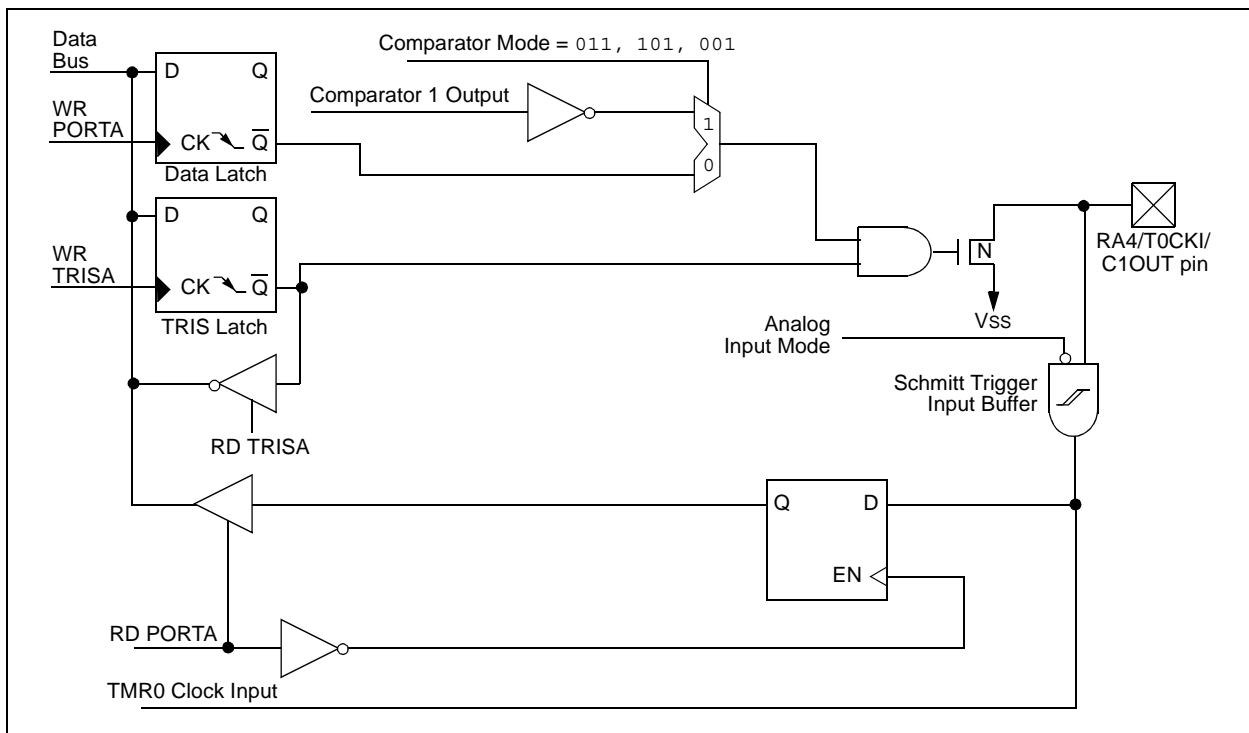 Data
Bus
D Q
WR
PORTA
CK Q̅
Data Latch
Comparator Mode = 011, 101, 001
Comparator 1 Output
1
0
D Q
WR
TRISA
CK Q̅
TRIS Latch
N
VSS
RA4/T0CKI/
C1OUT pin
Analog
Input Mode
Schmitt Trigger
Input Buffer
RD TRISA
Q D
EN
RD PORTA
TMR0 Clock Input